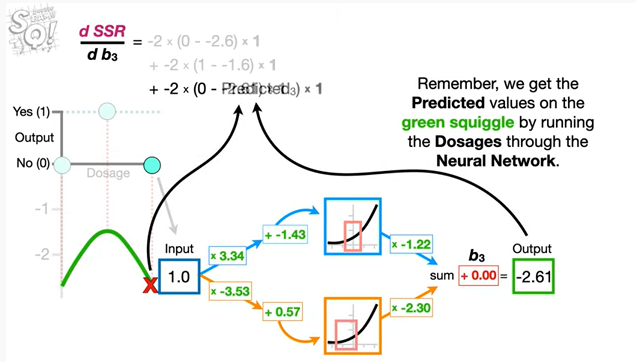 StatQuest!
d SSR
d b₃
= -2 × (0 - -2.6) × 1
+ -2 × (1 - -1.6) × 1
+ -2 × (0 - Predicted₃) × 1
Remember, we get the
Predicted values on the
green squiggle by running
the Dosages through the
Neural Network.
Yes (1)
Output
No (0)
Dosage
-1
-2
Input
1.0
x 3.34
+ -1.43
x -1.22
x -3.53
+ 0.57
x -2.30
b₃
sum + 0.00 =
Output
-2.61